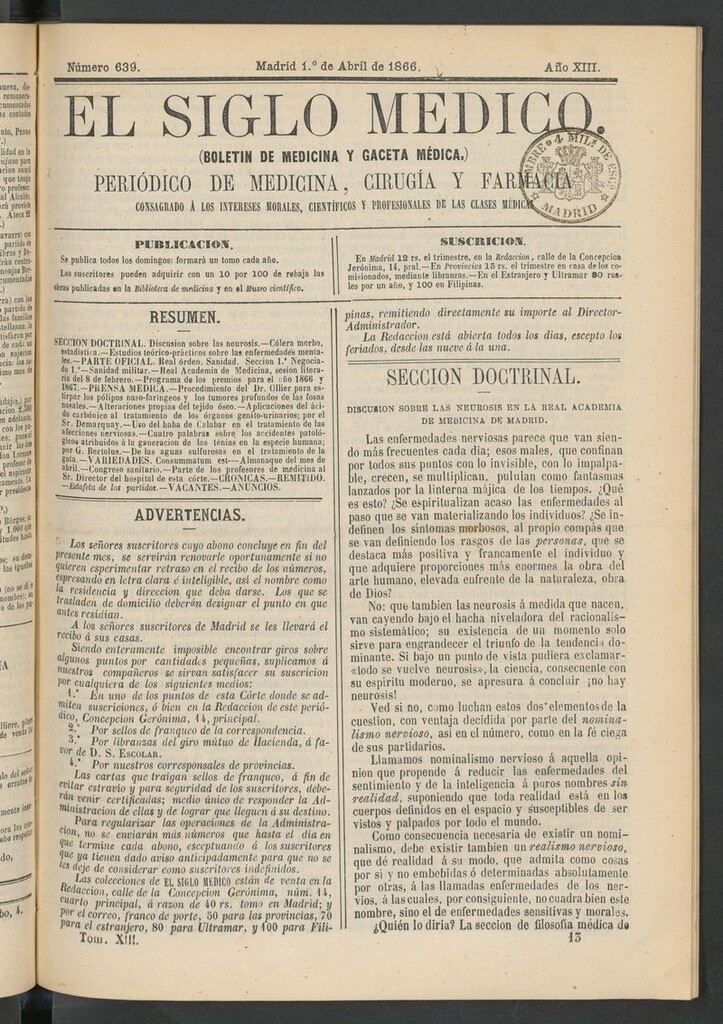 Número 639.
Madrid 1.º de Abril de 1866.
Año XIII.
EL SIGLO MEDICO.
(BOLETIN DE MEDICINA Y GACETA MÉDICA.)
PERIÓDICO DE MEDICINA, CIRUGÍA Y FARMACIA
CONSAGRADO Á LOS INTERESES MORALES, CIENTÍFICOS Y PROFESIONALES DE LAS CLASES MÉDICAS
MADRID
PUBLICACION.
Se publica todos los domingos: formará un tomo cada año.
Los suscritores pueden adquirir con un 10 por 100 de rebaja las
obras publicadas en la Biblioteca de medicina y en el Museo científico.
SUSCRICION.
En Madrid 12 rs. el trimestre, en la Redaccion, calle de la Concepcion
Jerónima, 14, pral.—En Provincias 15 rs. el trimestre en casa de los co-
misionados, mediante libranzas.—En el Estranjero y Ultramar 80 rea-
les por un año, y 100 en Filipinas.
RESUMEN.
SECCION DOCTRINAL. Discusion sobre las neurosis.—Cólera morbo,
estadística.—Estudios teórico-prácticos sobre las enfermedades menta-
les.—PARTE OFICIAL. Real órden. Sanidad. Seccion 1.ª Negocia-
do 1.º—Sanidad militar.—Real Academia de Medicina, sesion litera-
ria del 8 de febrero.—Programa de los premios para el año 1866 y
1867.—PRENSA MEDICA.—Procedimiento del Dr. Ollier para es-
tirpar los pólipos naso-faringeos y los tumores profundos de las fosas
nasales.—Alteraciones propias del tejido óseo.—Aplicaciones del áci-
do carbónico al tratamiento de los órganos genito-urinarios; por el
Sr. Demarquay.—Uso del haba de Calabar en el tratamiento de las
afecciones nerviosas.—Cuatro palabras sobre los accidentes patoló-
gicos atribuidos á la generacion de las ténias en la especie humana;
por G. Bertolus.—De las aguas sulfurosas en el tratamiento de la
gota.—VARIEDADES. Consummatum est—Almanaque del mes de
abril.—Congreso sanitario.—Parte de los profesores de medicina al
Sr. Director del hospital de esta córte.—CRONICAS.—REMITIDO.
—Estafeta de los partidos.—VACANTES.—ANUNCIOS.
ADVERTENCIAS.
Los señores suscritores cuyo abono concluye en fin del
presente mes, se servirán renovarle oportunamente si no
quieren esperimentar retraso en el recibo de los números,
espresando en letra clara é inteligible, así el nombre como
la residencia y direccion que deba darse. Los que se
trasladen de domicilio deberán designar el punto en que
antes residian.
A los señores suscritores de Madrid se les llevará el
recibo á sus casas.
Siendo enteramente imposible encontrar giros sobre
algunos puntos por cantidades pequeñas, suplicamos á
nuestros compañeros se sirvan satisfacer su suscricion
por cualquiera de los siguientes medios:
1.º En uno de los puntos de esta Córte donde se ad-
miten suscriciones, ó bien en la Redaccion de este perió-
dico, Concepcion Gerónima, 14, principal.
2.º Por sellos de franqueo de la correspondencia.
3.º Por libranzas del giro mútuo de Hacienda, á fa-
vor de D. S. ESCOLAR.
4.º Por nuestros corresponsales de provincias.
Las cartas que traigan sellos de franqueo, á fin de
evitar estravío y para seguridad de los suscritores, debe-
rán venir certificadas; medio único de responder la Ad-
ministracion de ellas y de lograr que lleguen á su destino.
Para regularizar las operaciones de la Administra-
cion, no se enviarán más números que hasta el dia en
que termine cada abono, esceptuando á los suscritores
que ya tienen dado aviso anticipadamente para que no se
les deje de considerar como suscritores indefinidos.
Las colecciones de EL SIGLO MEDICO están de venta en la
Redaccion, calle de la Concepcion Gerónima, núm. 14,
cuarto principal, á razon de 40 rs. tomo en Madrid; y
por el correo, franco de porte, 50 para las provincias, 70
para el estranjero, 80 para Ultramar, y 100 para Fili-
Tom. XIII.
pinas, remitiendo directamente su importe al Director-
Administrador.
La Redaccion está abierta todos los dias, escepto los
feriados, desde las nueve á la una.
SECCION DOCTRINAL.
DISCUSION SOBRE LAS NEUROSIS EN LA REAL ACADEMIA
DE MEDICINA DE MADRID.
Las enfermedades nerviosas parece que van sien-
do más frecuentes cada dia; esos males, que confinan
por todos sus puntos con lo invisible, con lo impalpa-
ble, crecen, se multiplican, pululan como fantasmas
lanzados por la linterna májica de los tiempos. ¿Qué
es esto? ¿Se espiritualizan acaso las enfermedades al
paso que se van materializando los individuos? ¿Se in-
definen los síntomas morbosos, al propio compás que
se van definiendo los rasgos de las personas, que se
destaca más positiva y francamente el individuo y
que adquiere proporciones más enormes la obra del
arte humano, elevada enfrente de la naturaleza, obra
de Dios?
No: que tambien las neurosis á medida que nacen,
van cayendo bajo el hacha niveladora del racionalis-
mo sistemático; su existencia de un momento solo
sirve para engrandecer el triunfo de la tendencia do-
minante. Si bajo un punto de vista pudiera exclamar-
«todo se vuelve neurosis», la ciencia, consecuente con
su espíritu moderno, se apresura á concluir ¡no hay
neurosis!
Ved si no, como luchan estos dos elementos de la
cuestion, con ventaja decidida por parte del nomina-
lismo nervioso, asi en el número, como en la fé ciega
de sus partidarios.
Llamamos nominalismo nervioso á aquella opi-
nion que propende á reducir las enfermedades del
sentimiento y de la inteligencia á puros nombres sin
realidad, suponiendo que toda realidad está en los
cuerpos definidos en el espacio y susceptibles de ser
vistos y palpados por todo el mundo.
Como consecuencia necesaria de existir un nomi-
nalismo, debe existir tambien un realismo nervioso,
que dé realidad á su modo, que admita como cosas
por sí y no embebidas ó determinadas absolutamente
por otras, á las llamadas enfermedades de los ner-
vios, á las cuales, por consiguiente, no cuadra bien este
nombre, sino el de enfermedades sensitivas y morales.
¿Quién lo diria? La seccion de filosofía médica de
13